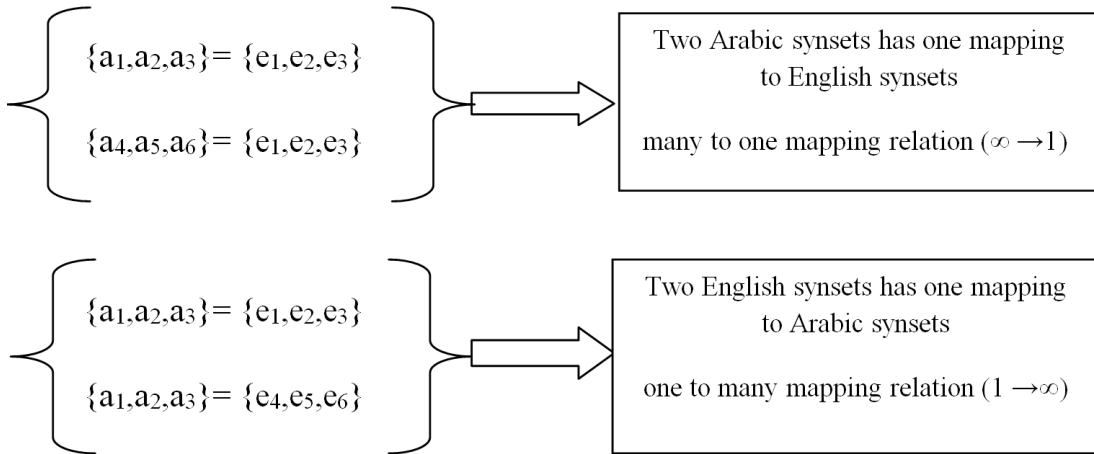 {a₁,a₂,a₃}= {e₁,e₂,e₃}
{a₄,a₅,a₆}= {e₁,e₂,e₃}
Two Arabic synsets has one mapping
to English synsets
many to one mapping relation (∞ →1)
{a₁,a₂,a₃}= {e₁,e₂,e₃}
{a₁,a₂,a₃}= {e₄,e₅,e₆}
Two English synsets has one mapping
to Arabic synsets
one to many mapping relation (1 →∞)